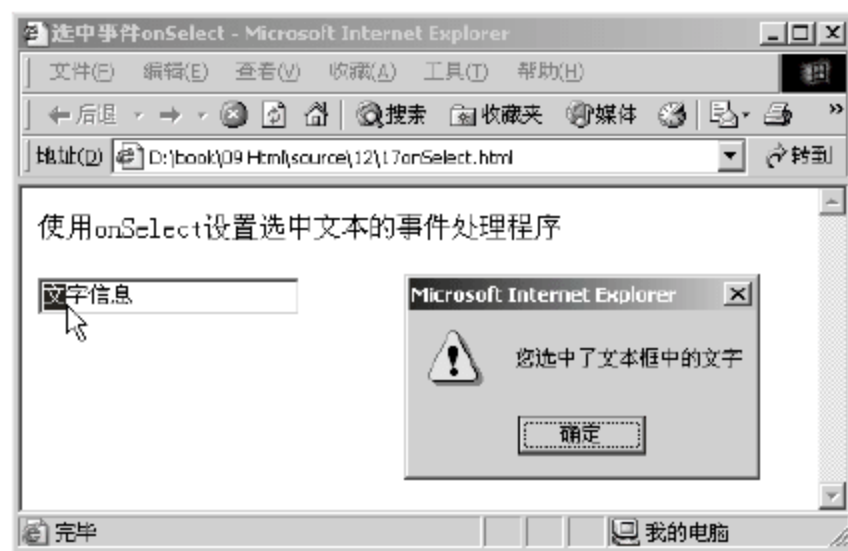 选中事件onSelect - Microsoft Internet Explorer
文件(F) 编辑(E) 查看(V) 收藏(A) 工具(T) 帮助(H)
后退 搜索 收藏夹 媒体 »
地址(D) D:\book\09 Html\source\12\17onSelect.html 转到
使用onSelect设置选中文本的事件处理程序
文字信息
Microsoft Internet Explorer
您选中了文本框中的文字
确定
完毕 我的电脑